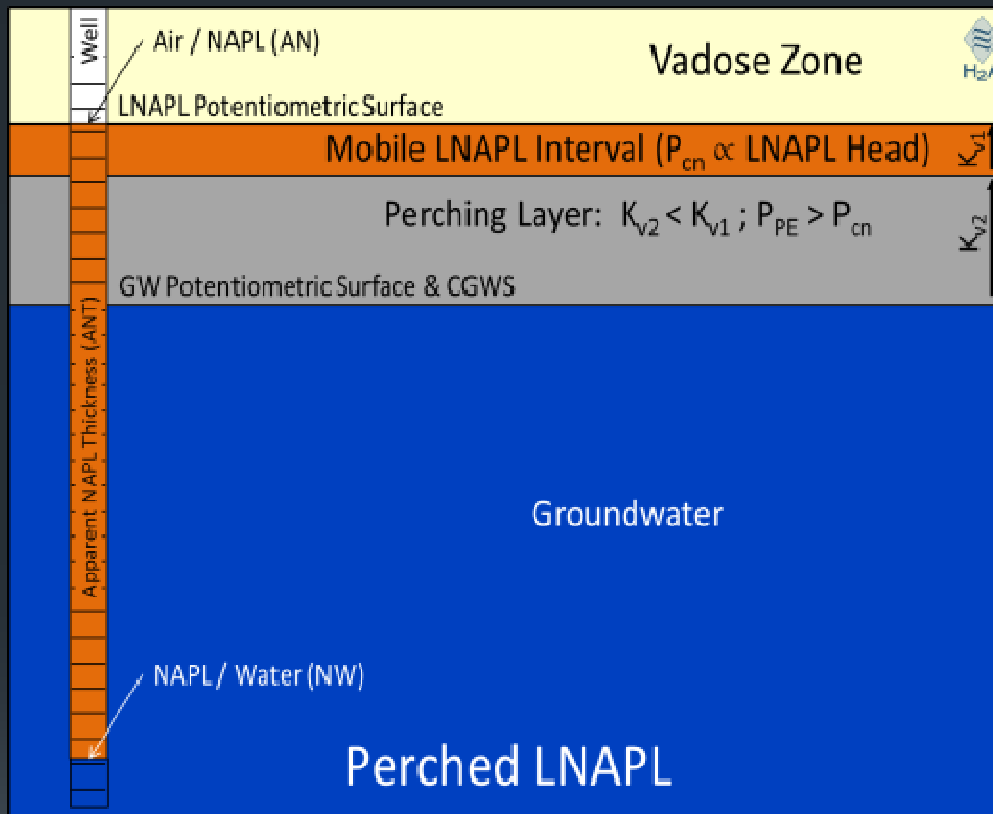 Well
Air / NAPL (AN)
Vadose Zone
LNAPL Potentiometric Surface
Mobile LNAPL Interval (Pcn ∝ LNAPL Head)
Kv1
Perching Layer: Kv2 < Kv1 ; PPE > Pcn
Kv2
GW Potentiometric Surface & CGWS
Apparent NAPL Thickness (ANT)
Groundwater
NAPL / Water (NW)
Perched LNAPL